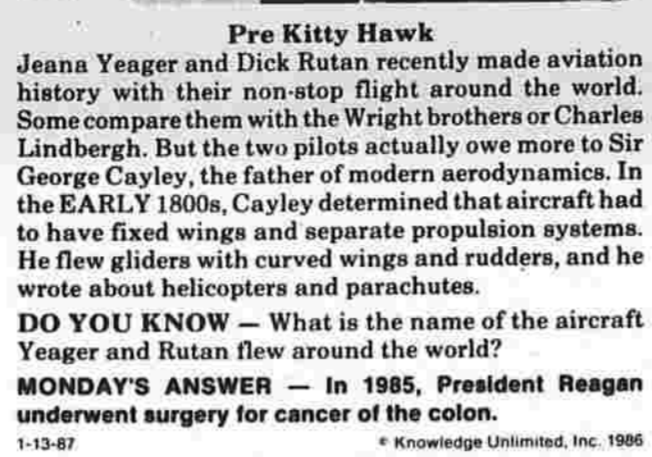 Pre Kitty Hawk
Jeana Yeager and Dick Rutan recently made aviation
history with their non-stop flight around the world.
Some compare them with the Wright brothers or Charles
Lindbergh. But the two pilots actually owe more to Sir
George Cayley, the father of modern aerodynamics. In
the EARLY 1800s, Cayley determined that aircraft had
to have fixed wings and separate propulsion systems.
He flew gliders with curved wings and rudders, and he
wrote about helicopters and parachutes.
DO YOU KNOW — What is the name of the aircraft
Yeager and Rutan flew around the world?
MONDAY'S ANSWER — In 1985, President Reagan
underwent surgery for cancer of the colon.
1-13-87 © Knowledge Unlimited, Inc. 1986